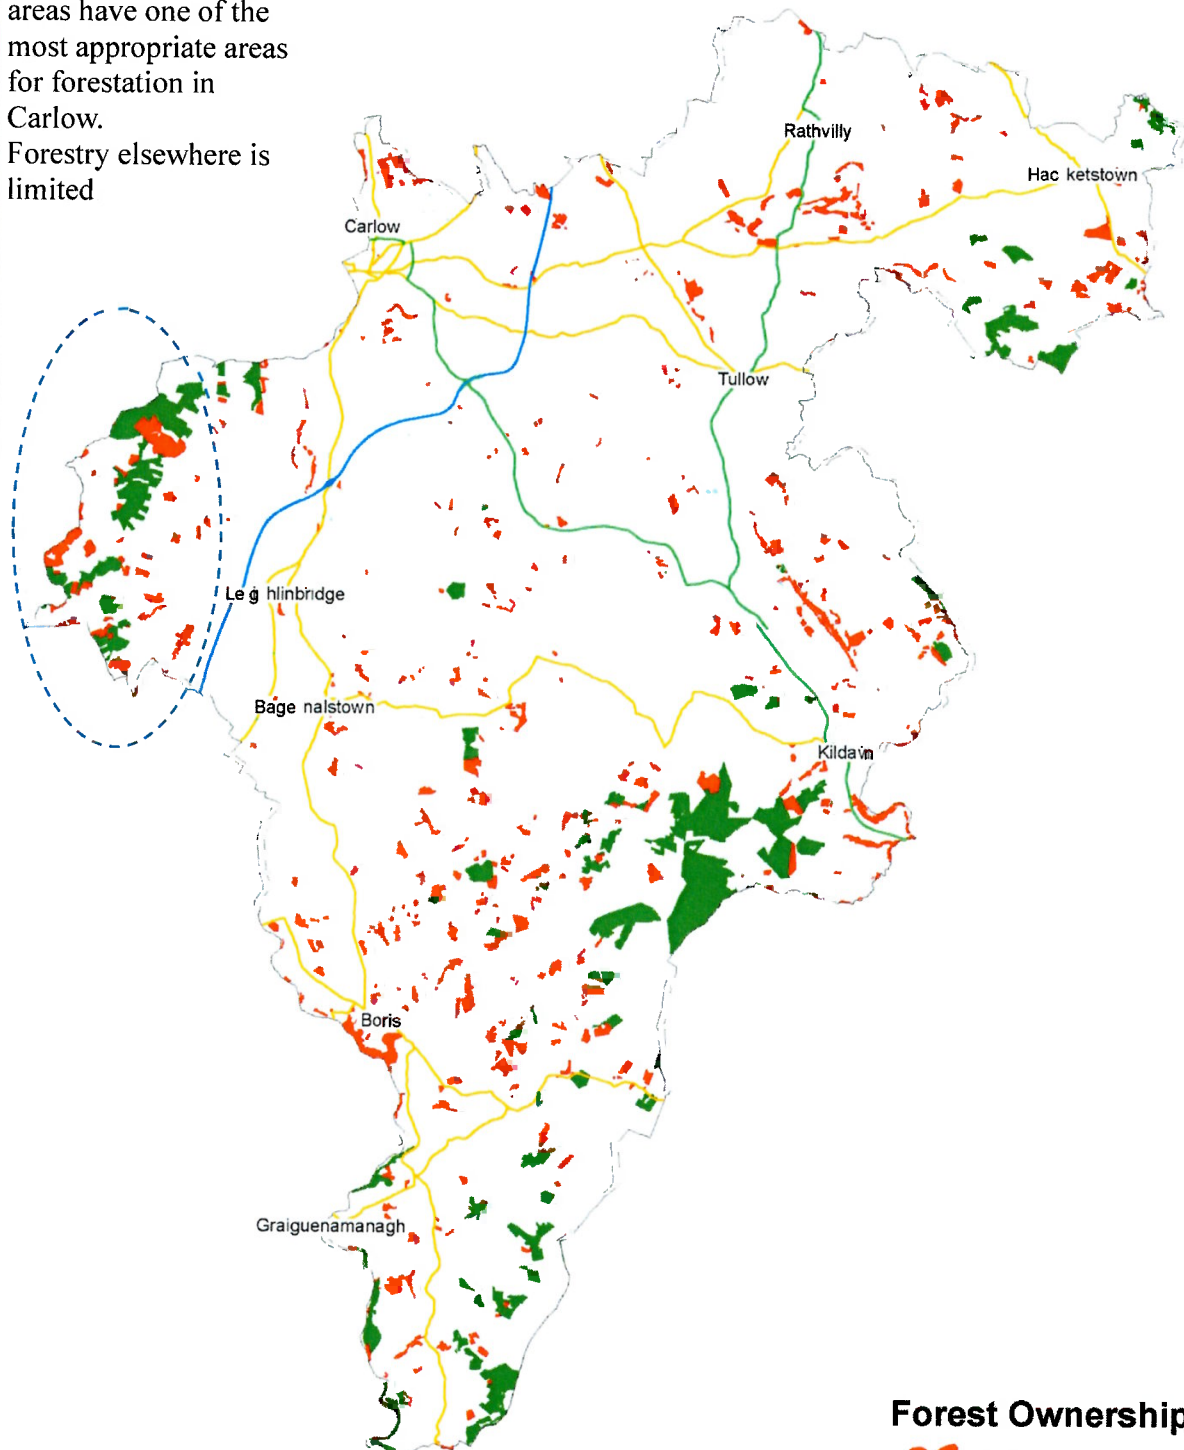 areas have one of the
most appropriate areas
for forestation in
Carlow.
Forestry elsewhere is
limited
Rathvilly
Hac ketstown
Carlow
Tullow
Le g hlinbridge
Bage nalstown
Kildavin
Boris
Graiguenamanagh
Forest Ownership